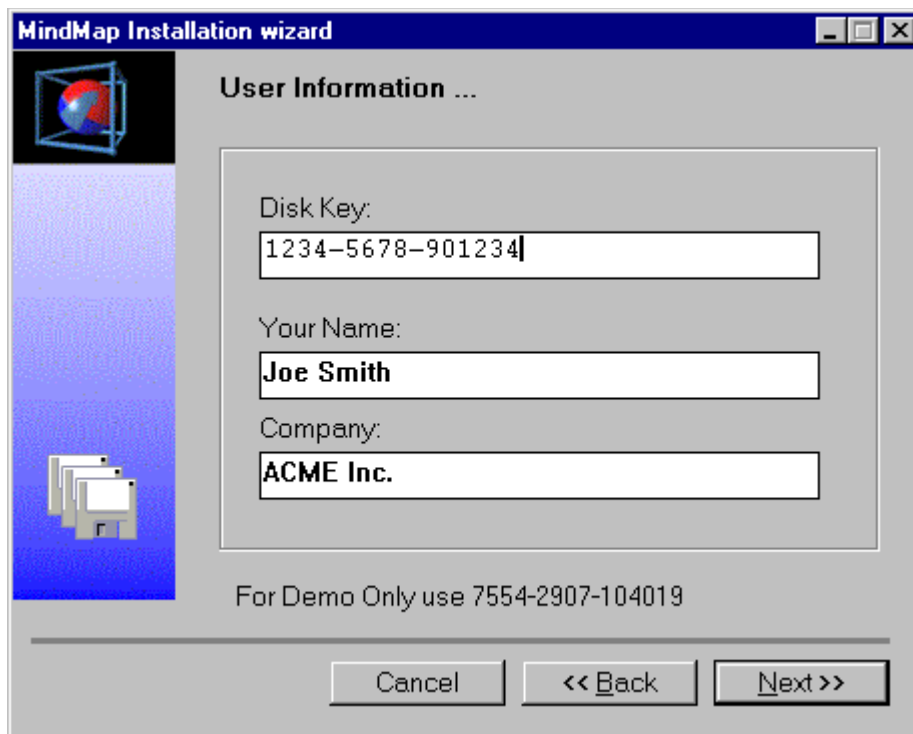 MindMap Installation wizard
User Information ...
Disk Key:
1234–5678–901234
Your Name:
Joe Smith
Company:
ACME Inc.
For Demo Only use 7554-2907-104019
Cancel
<< Back
Next >>